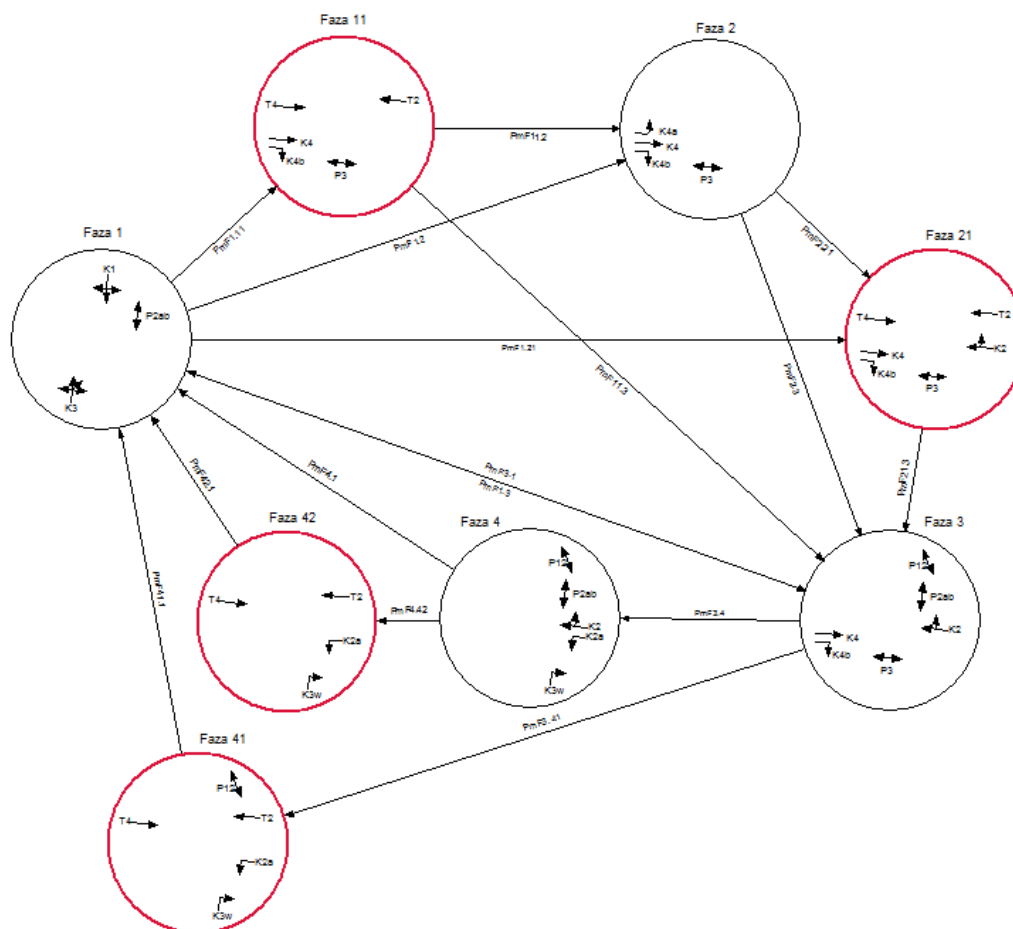 Faza 11
T4
T2
K4
K4b
P3
PmF11.2
Faza 2
K4a
K4
K4b
P3
PmF1.11
PmF1.2
PmF2.21
Faza 1
K1
P2ab
K3
Faza 21
T4
T2
K2
K4
K4b
P3
PmF1.21
PmF11.3
PmF2.3
PmF21.3
PmF3.1
PmF1.3
PmF4.1
PmF42.1
PmF41.1
Faza 42
T4
T2
K2a
K3w
PmF4.42
Faza 4
P12
P2ab
K2
K2a
K3w
PmF3.4
Faza 3
P12
P2ab
K2
K4
K4b
P3
PmF3.41
Faza 41
P12
T4
T2
K2a
K3w